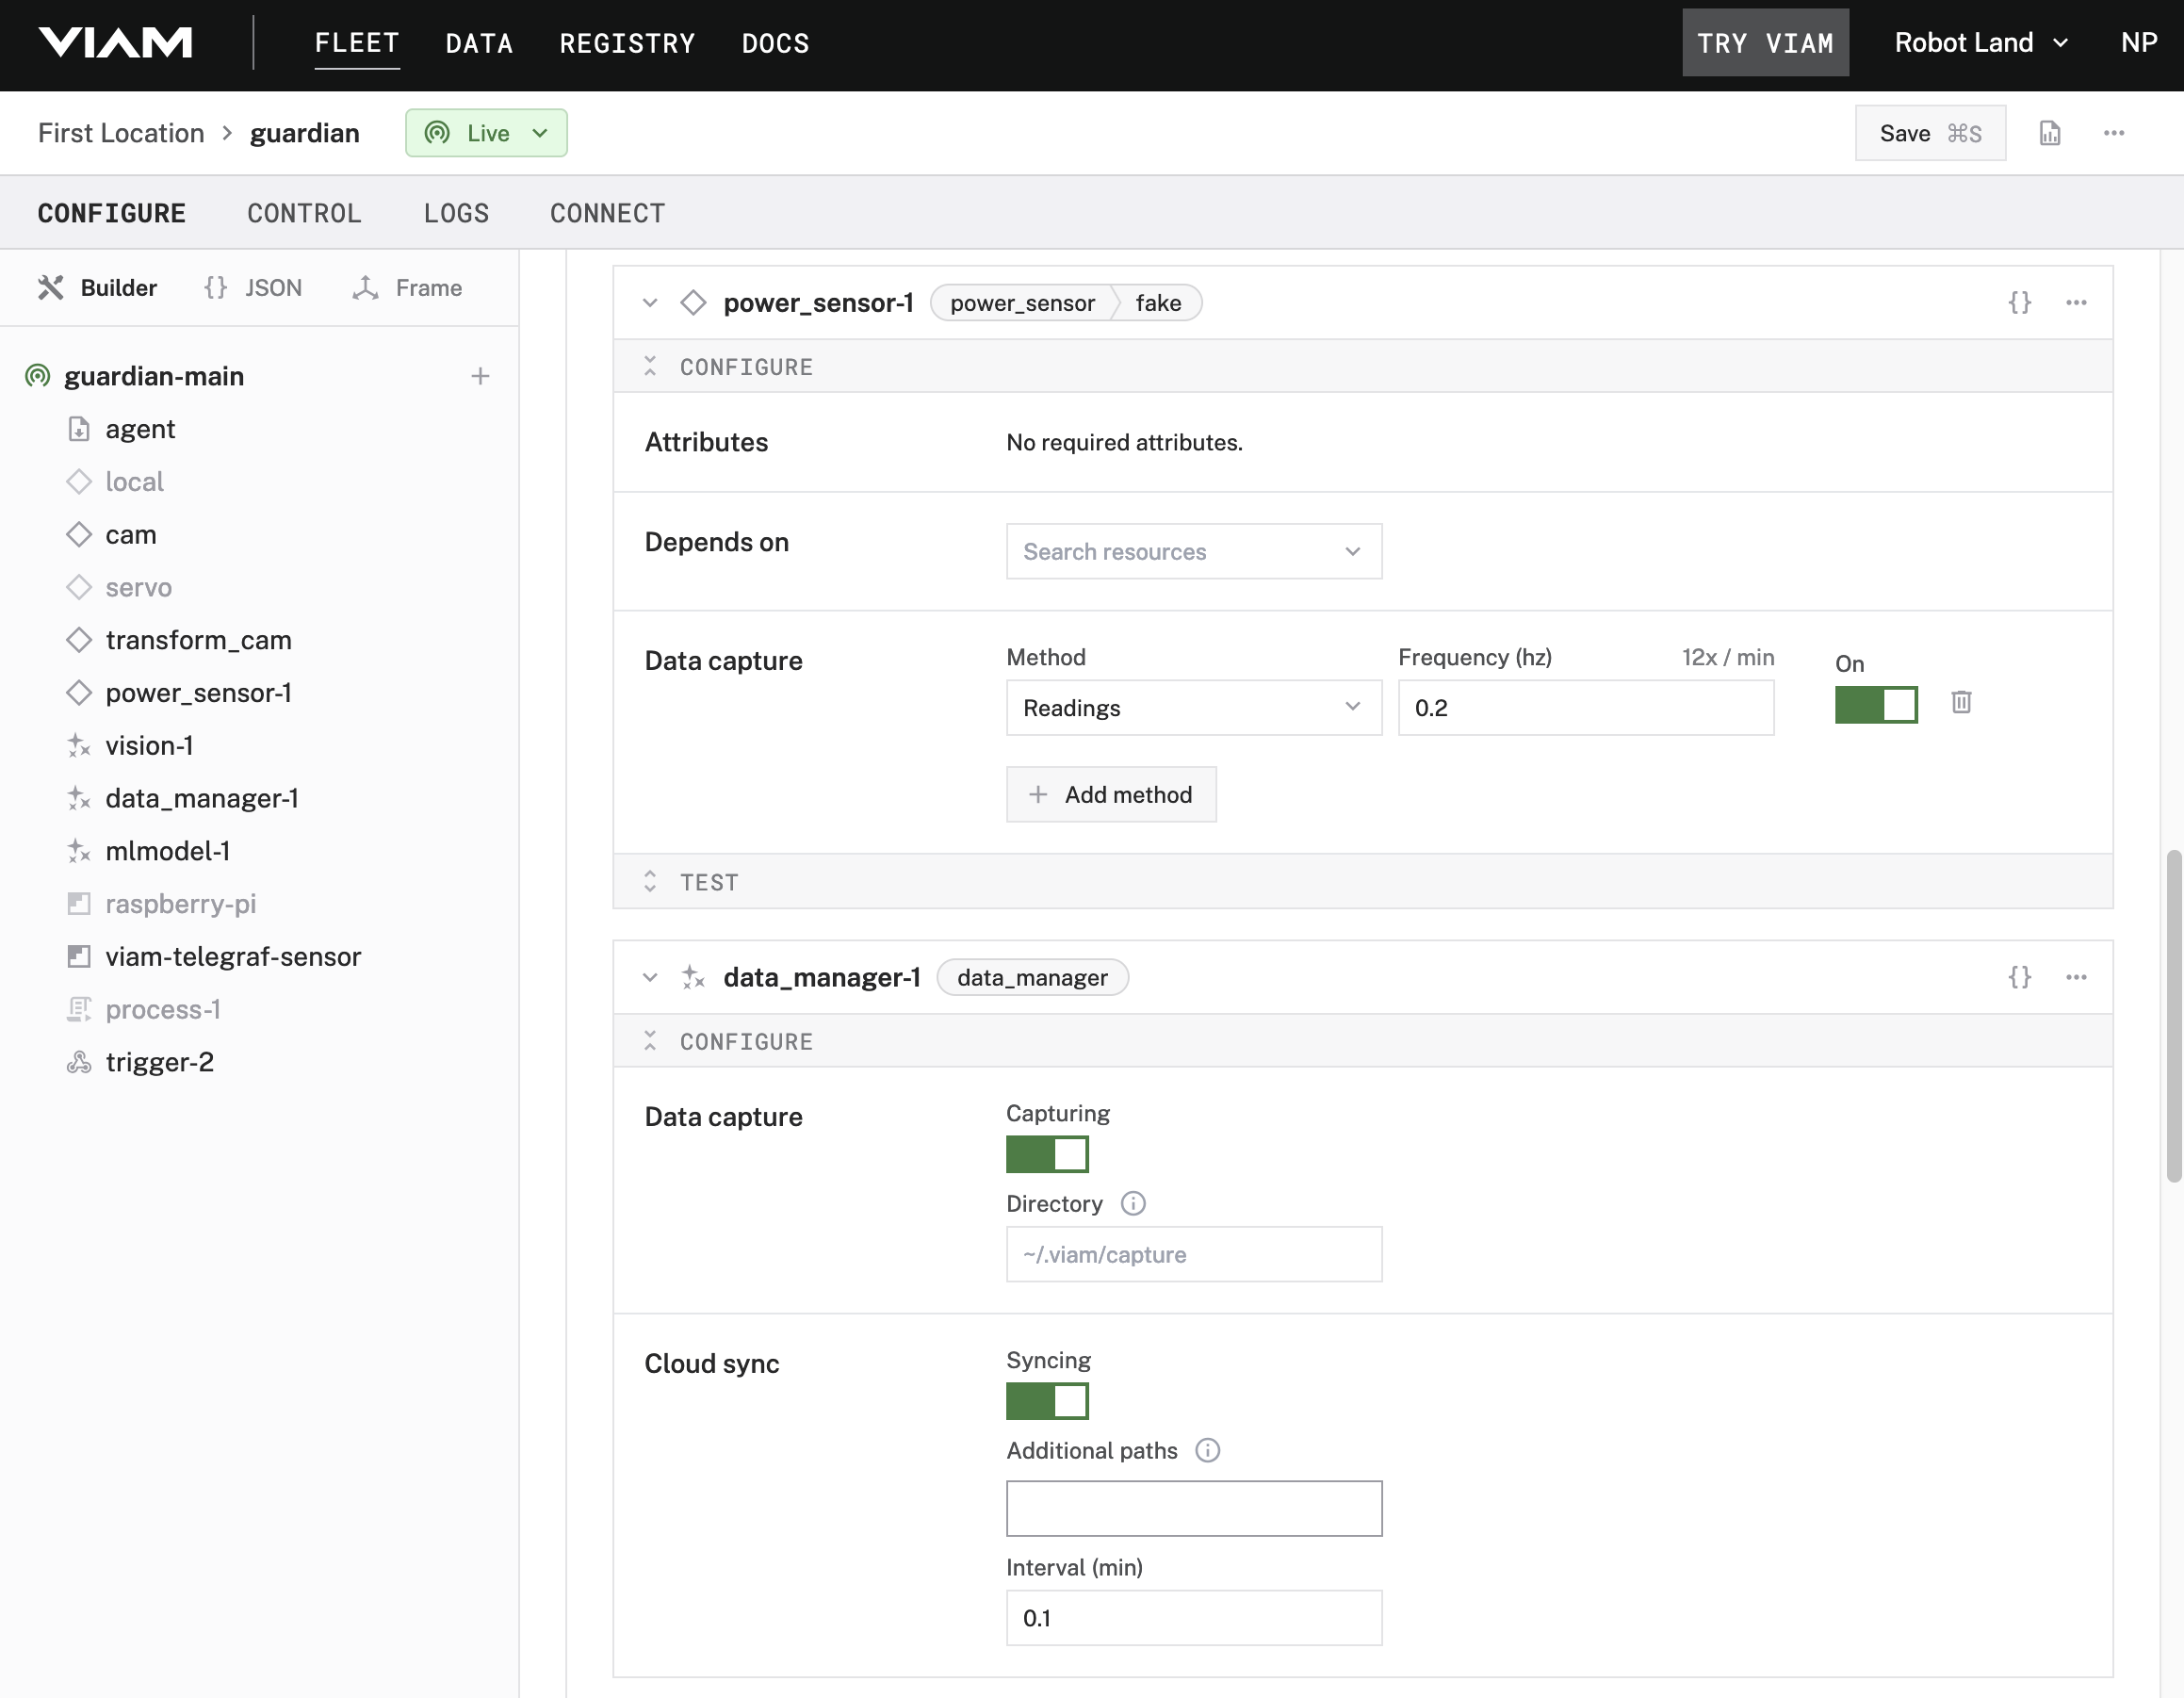 VIAM FLEET DATA REGISTRY DOCS TRY VIAM Robot Land NP
First Location > guardian Live Save ⌘S
CONFIGURE CONTROL LOGS CONNECT
Builder {} JSON Frame
guardian-main
agent
local
cam
servo
transform_cam
power_sensor-1
vision-1
data_manager-1
mlmodel-1
raspberry-pi
viam-telegraf-sensor
process-1
trigger-2
power_sensor-1 power_sensor fake {}
CONFIGURE
Attributes No required attributes.
Depends on Search resources
Data capture Method Frequency (hz) 12x / min On
Readings 0.2
+ Add method
TEST
data_manager-1 data_manager {}
CONFIGURE
Data capture Capturing
Directory
~/.viam/capture
Cloud sync Syncing
Additional paths
Interval (min)
0.1